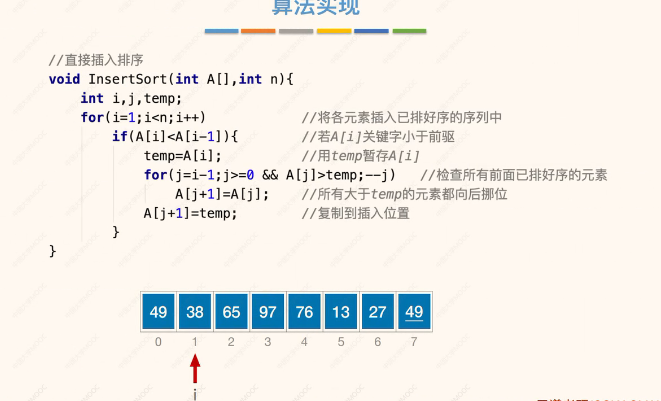 算法实现
//直接插入排序
void InsertSort(int A[],int n){
int i,j,temp;
for(i=1;i<n;i++) //将各元素插入已排好序的序列中
if(A[i]<A[i-1]){ //若A[i]关键字小于前驱
temp=A[i]; //用temp暂存A[i]
for(j=i-1;j>=0 && A[j]>temp;--j) //检查所有前面已排好序的元素
A[j+1]=A[j]; //所有大于temp的元素都向后挪位
A[j+1]=temp; //复制到插入位置
}
}
49 38 65 97 76 13 27 49
0 1 2 3 4 5 6 7
i